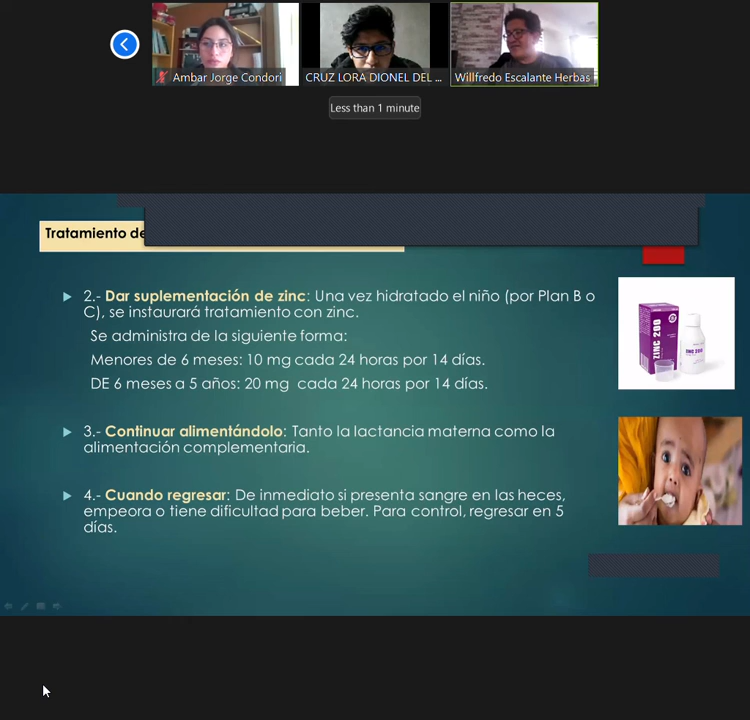 Ambar Jorge Condori
CRUZ LORA DIONEL DEL ...
Willfredo Escalante Herbas
Less than 1 minute
Tratamiento de
2.- Dar suplementación de zinc: Una vez hidratado el niño (por Plan B o
C), se instaurará tratamiento con zinc.
Se administra de la siguiente forma:
Menores de 6 meses: 10 mg cada 24 horas por 14 días.
DE 6 meses a 5 años: 20 mg cada 24 horas por 14 días.
ZINC 200
ZINC 200
3.- Continuar alimentándolo: Tanto la lactancia materna como la
alimentación complementaria.
4.- Cuando regresar: De inmediato si presenta sangre en las heces,
empeora o tiene dificultad para beber. Para control, regresar en 5
días.